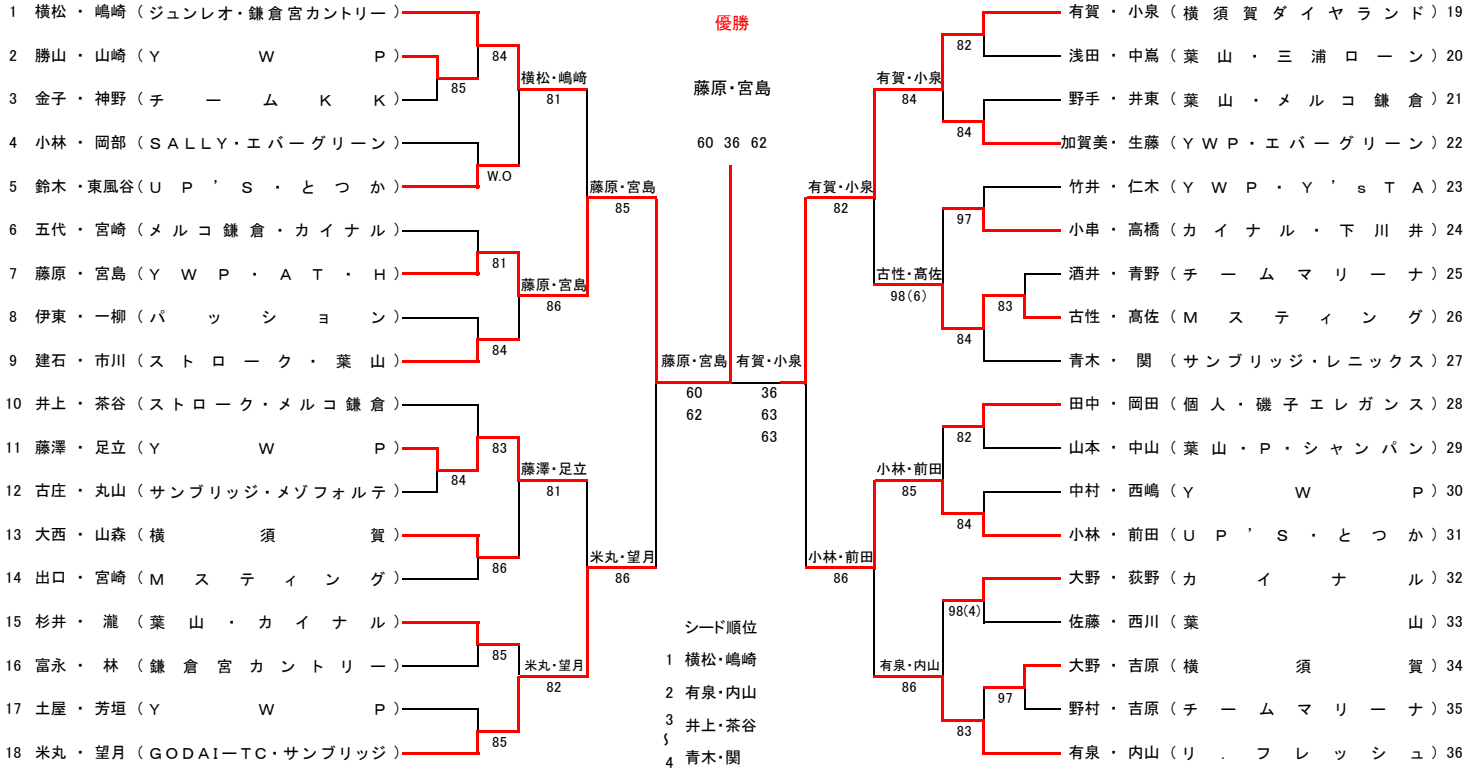 1 横松・嶋崎 (ジュンレオ・鎌倉宮カントリー)
2 勝山・山崎 (Y W P)
3 金子・神野 (チームKK)
4 小林・岡部 (SALLY・エバーグリーン)
5 鈴木・東風谷 (UP'S・とつか)
6 五代・宮崎 (メルコ鎌倉・カイナル)
7 藤原・宮島 (YWP・AT・H)
8 伊東・一柳 (パッション)
9 建石・市川 (ストローク・葉山)
10 井上・茶谷 (ストローク・メルコ鎌倉)
11 藤澤・足立 (Y W P)
12 古庄・丸山 (サンブリッジ・メゾフォルテ)
13 大西・山森 (横須賀)
14 出口・宮崎 (Mスティング)
15 杉井・瀧 (葉山・カイナル)
16 富永・林 (鎌倉宮カントリー)
17 土屋・芳垣 (Y W P)
18 米丸・望月 (GODAIーTC・サンブリッジ)
85
84
84
W.O
81
84
83
86
85
85
横松・嶋崎
81
藤原・宮島
86
藤澤・足立
81
米丸・望月
82
藤原・宮島
85
米丸・望月
86
優勝
藤原・宮島
60 36 62
藤原・宮島
60
62
有賀・小泉
36
63
63
シード順位
1 横松・嶋崎
2 有泉・内山
3 井上・茶谷
〜
4 青木・関
有賀・小泉
82
小林・前田
86
有賀・小泉
84
古性・髙佐
98(6)
小林・前田
85
有泉・内山
86
82
84
97
83
84
82
84
98(4)
97
83
有賀・小泉 (横須賀ダイヤランド) 19
浅田・中嶌 (葉山・三浦ローン) 20
野手・井東 (葉山・メルコ鎌倉) 21
加賀美・生藤 (YWP・エバーグリーン) 22
竹井・仁木 (YWP・Y'sTA) 23
小串・高橋 (カイナル・下川井) 24
酒井・青野 (チームマリーナ) 25
古性・髙佐 (Mスティング) 26
青木・関 (サンブリッジ・レニックス) 27
田中・岡田 (個人・磯子エレガンス) 28
山本・中山 (葉山・P・シャンパン) 29
中村・西嶋 (Y W P) 30
小林・前田 (UP'S・とつか) 31
大野・荻野 (カイナル) 32
佐藤・西川 (葉山) 33
大野・吉原 (横須賀) 34
野村・吉原 (チームマリーナ) 35
有泉・内山 (リ.フレッシュ) 36